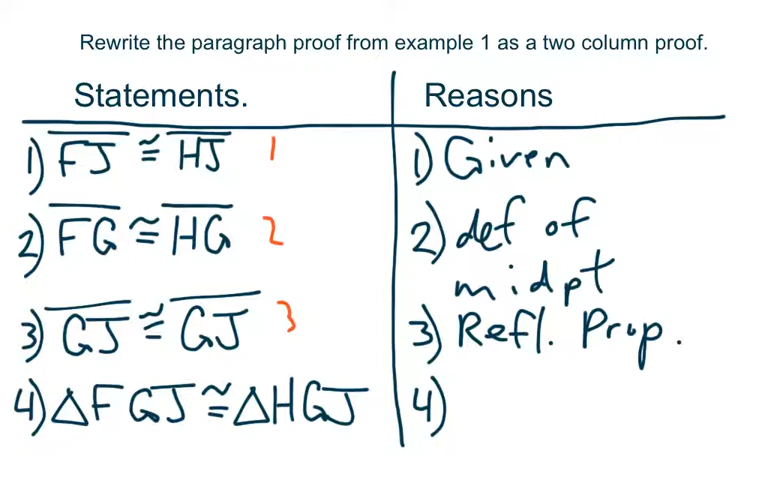 Rewrite the paragraph proof from example 1 as a two column proof.
Statements. Reasons
1) FJ ≅ HJ 1 1) Given
2) FG ≅ HG 2 2) def of
midpt
3) GJ ≅ GJ 3 3) Refl. Prop.
4) △FGJ ≅ △HGJ 4)